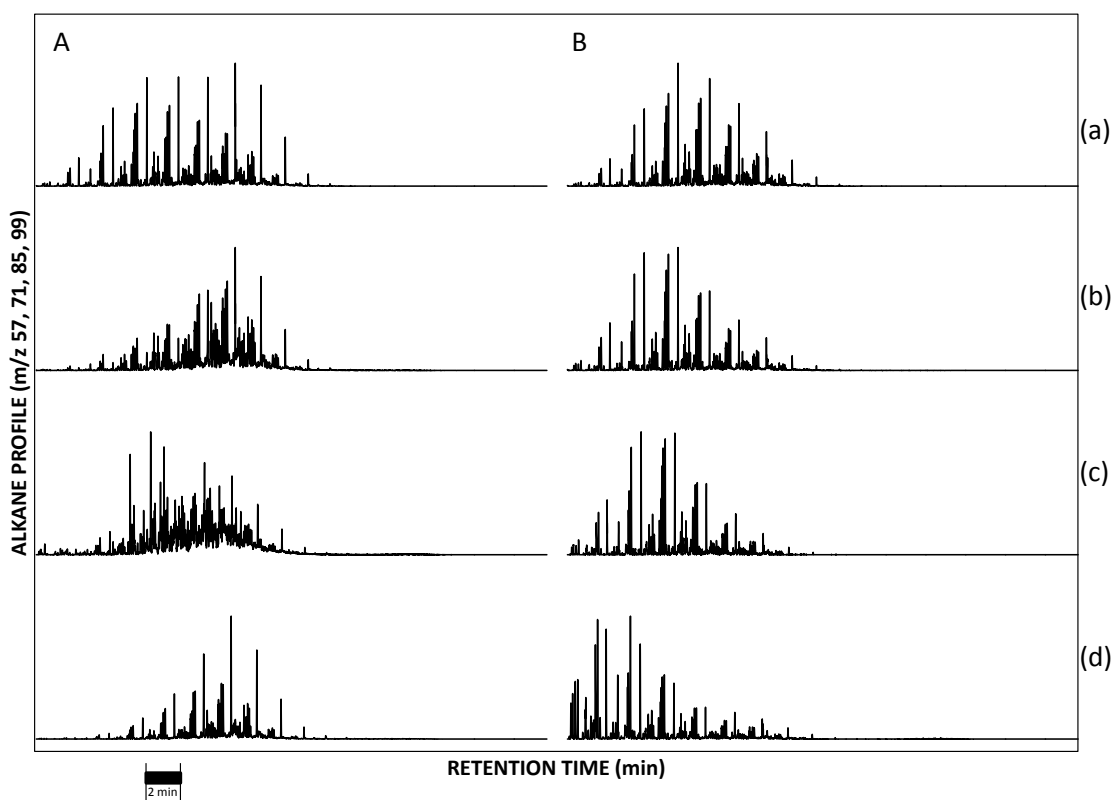 A
B
(a)
(b)
(c)
(d)
ALKANE PROFILE (m/z 57, 71, 85, 99)
RETENTION TIME (min)
2 min